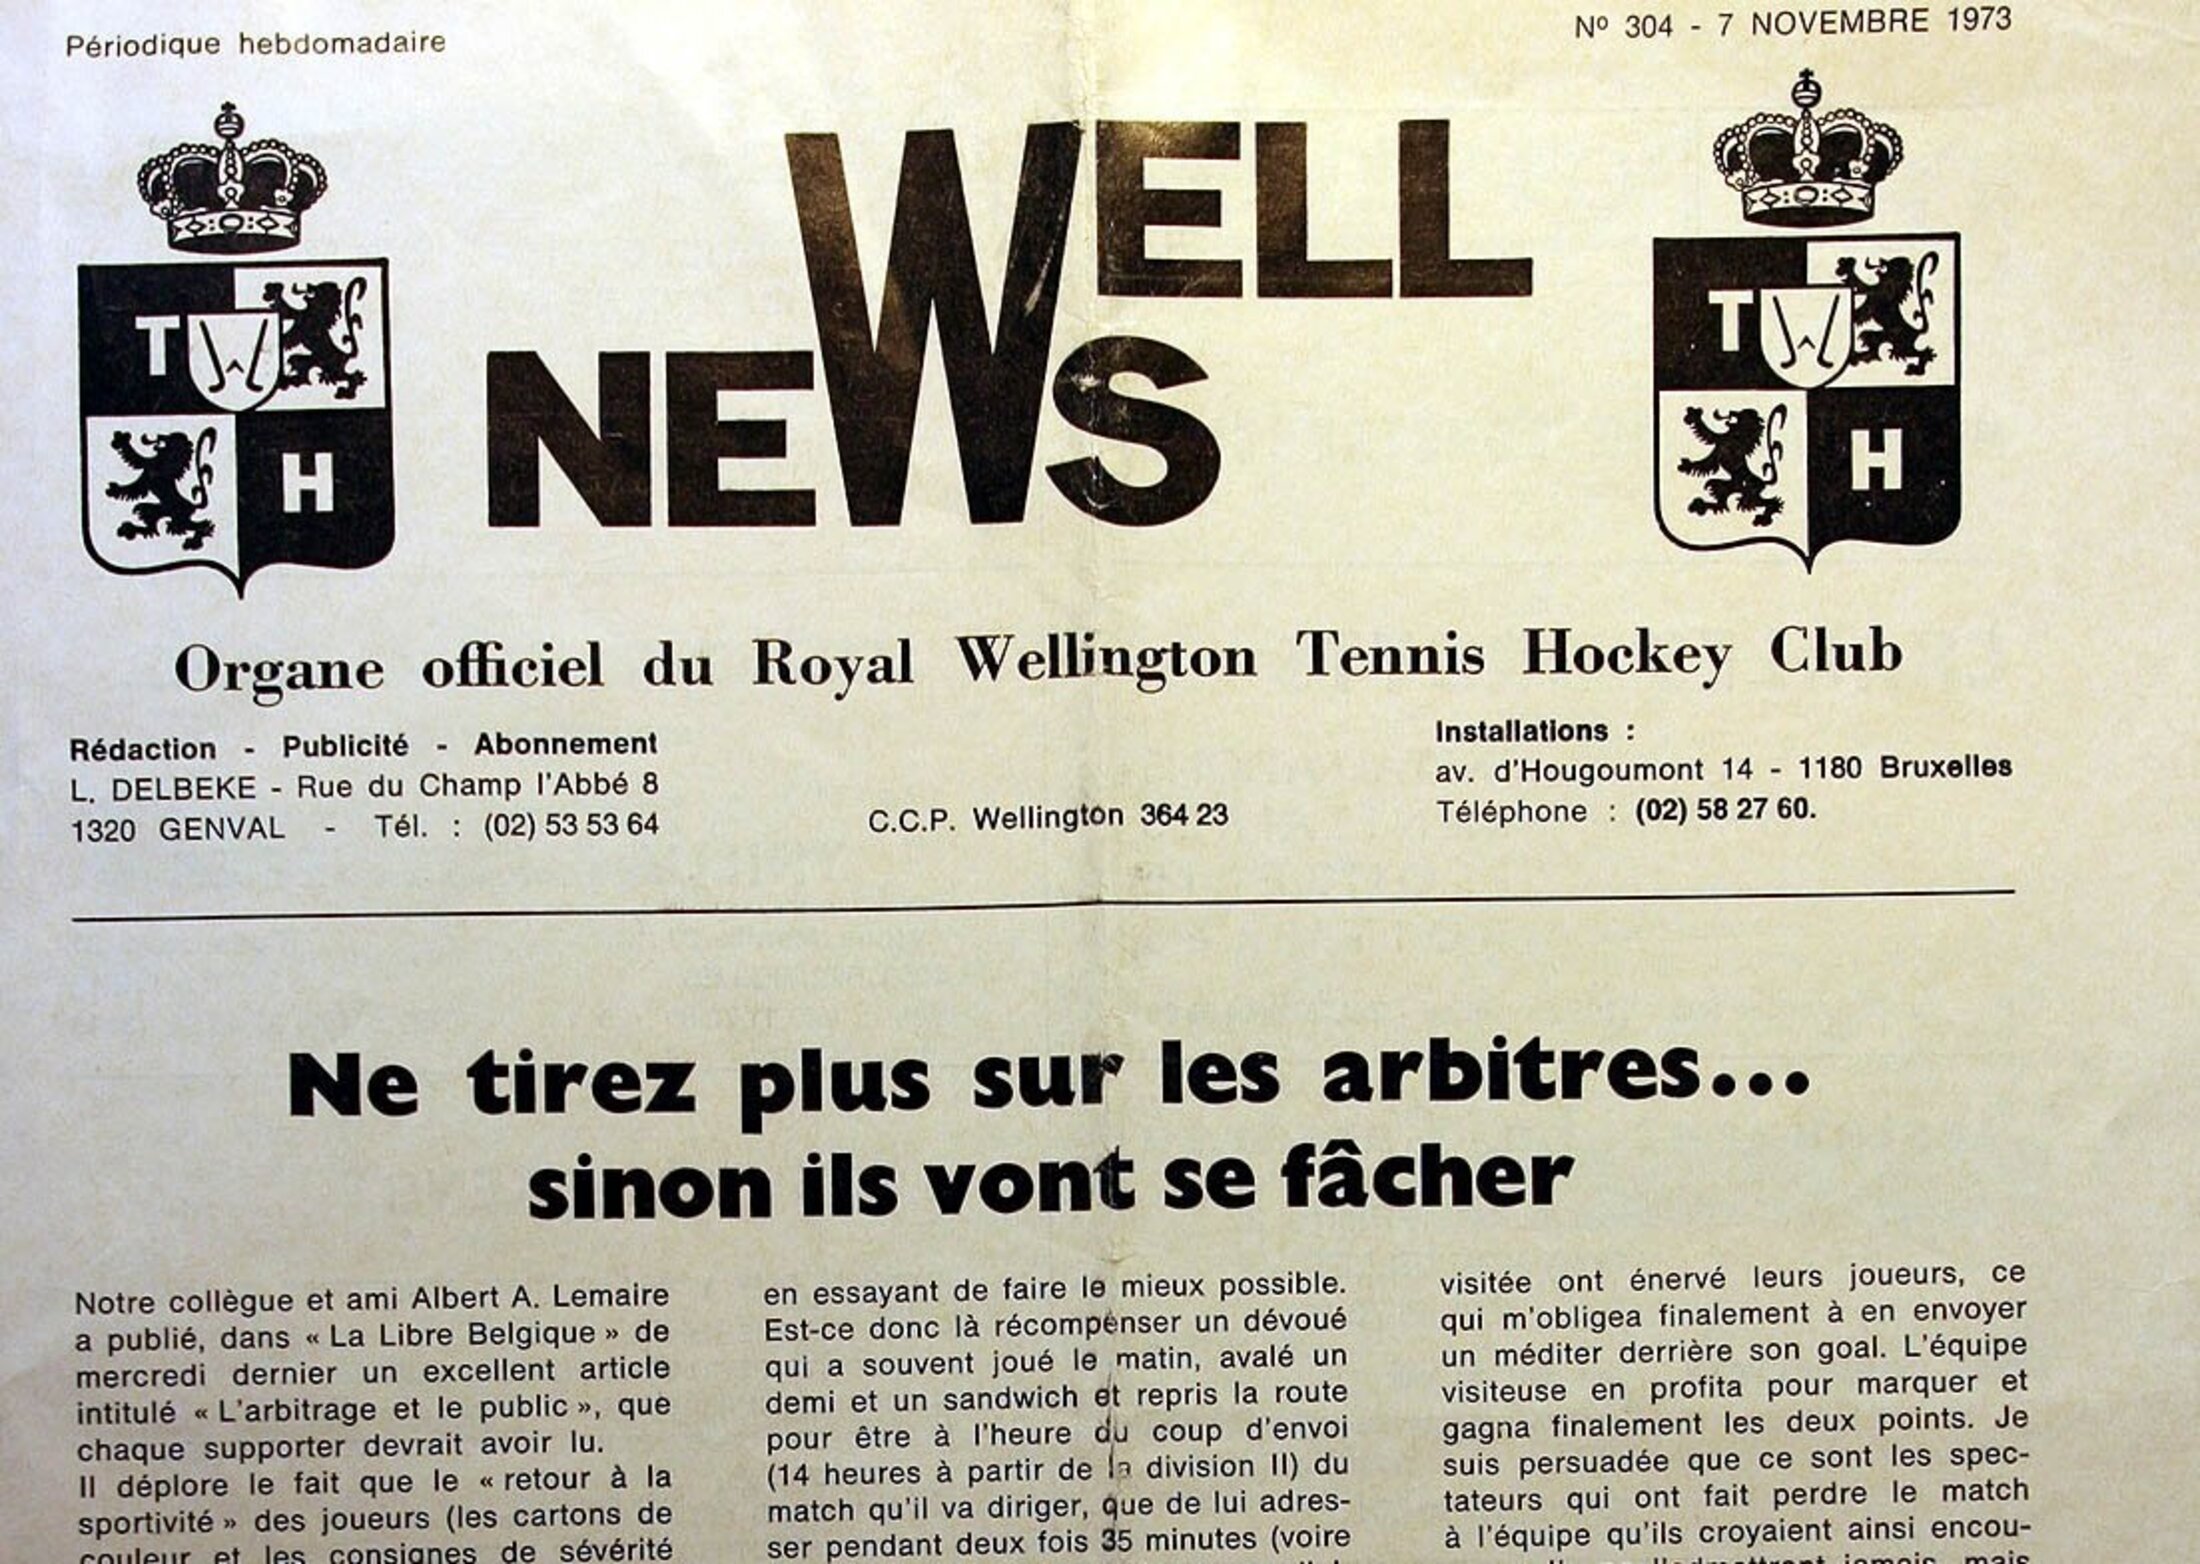 Périodique hebdomadaire
Nº 304 - 7 NOVEMBRE 1973
WELL
NEWS
T W H
T W H
Organe officiel du Royal Wellington Tennis Hockey Club
Rédaction - Publicité - Abonnement
L. DELBEKE - Rue du Champ l'Abbé 8
1320 GENVAL - Tél. : (02) 53 53 64
C.C.P. Wellington 364 23
Installations :
av. d'Hougoumont 14 - 1180 Bruxelles
Téléphone : (02) 58 27 60.
Ne tirez plus sur les arbitres...
sinon ils vont se fâcher
Notre collègue et ami Albert A. Lemaire
a publié, dans « La Libre Belgique » de
mercredi dernier un excellent article
intitulé « L'arbitrage et le public », que
chaque supporter devrait avoir lu.
Il déplore le fait que le « retour à la
sportivité » des joueurs (les cartons de
couleur et les consignes de sévérité
en essayant de faire le mieux possible.
Est-ce donc là récompenser un dévoué
qui a souvent joué le matin, avalé un
demi et un sandwich et repris la route
pour être à l'heure du coup d'envoi
(14 heures à partir de la division II) du
match qu'il va diriger, que de lui adres-
ser pendant deux fois 35 minutes (voire
visitée ont énervé leurs joueurs, ce
qui m'obligea finalement à en envoyer
un méditer derrière son goal. L'équipe
visiteuse en profita pour marquer et
gagna finalement les deux points. Je
suis persuadée que ce sont les spec-
tateurs qui ont fait perdre le match
à l'équipe qu'ils croyaient ainsi encou-
jamais, mais